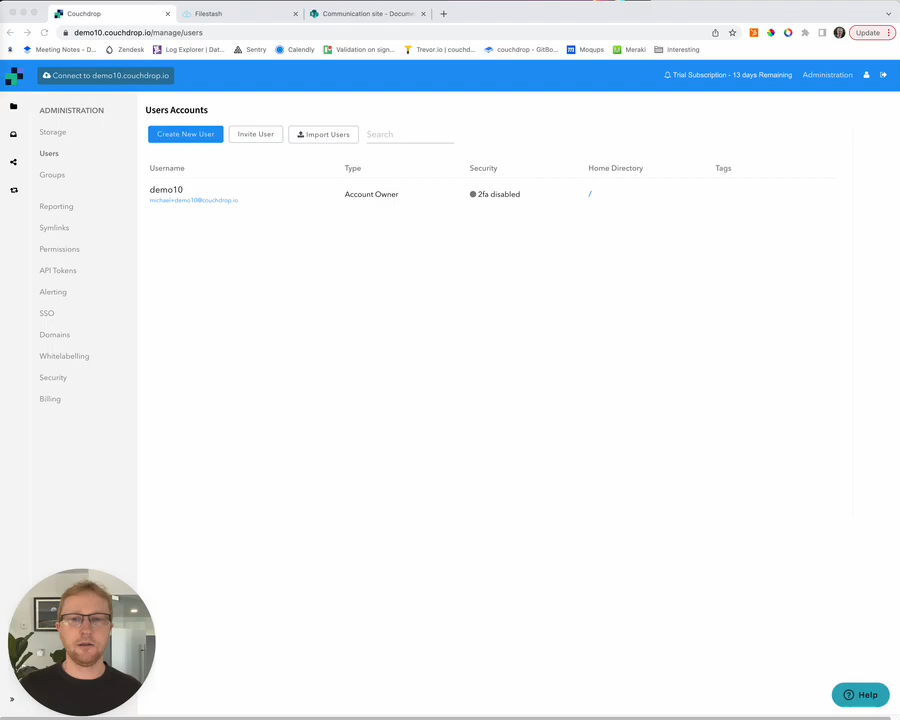 Couchdrop
Filestash
Communication site - Docume
demo10.couchdrop.io/manage/users
Update
Meeting Notes - D...
Zendesk
Log Explorer | Dat...
Sentry
Calendly
Validation on sign...
Trevor.io | couchd...
couchdrop - GitBo...
Moqups
Meraki
Interesting
Connect to demo10.couchdrop.io
Trial Subscription - 13 days Remaining
Administration
ADMINISTRATION
Storage
Users
Groups
Reporting
Symlinks
Permissions
API Tokens
Alerting
SSO
Domains
Whitelabelling
Security
Billing
Users Accounts
Create New User
Invite User
Import Users
Search
Username Type Security Home Directory Tags
demo10 Account Owner 2fa disabled /
michael+demo10@couchdrop.io
Help